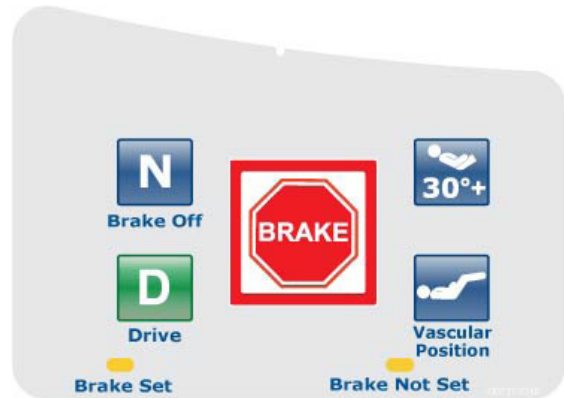 N
Brake Off
BRAKE
30°+
D
Drive
Vascular
Position
Brake Set
Brake Not Set